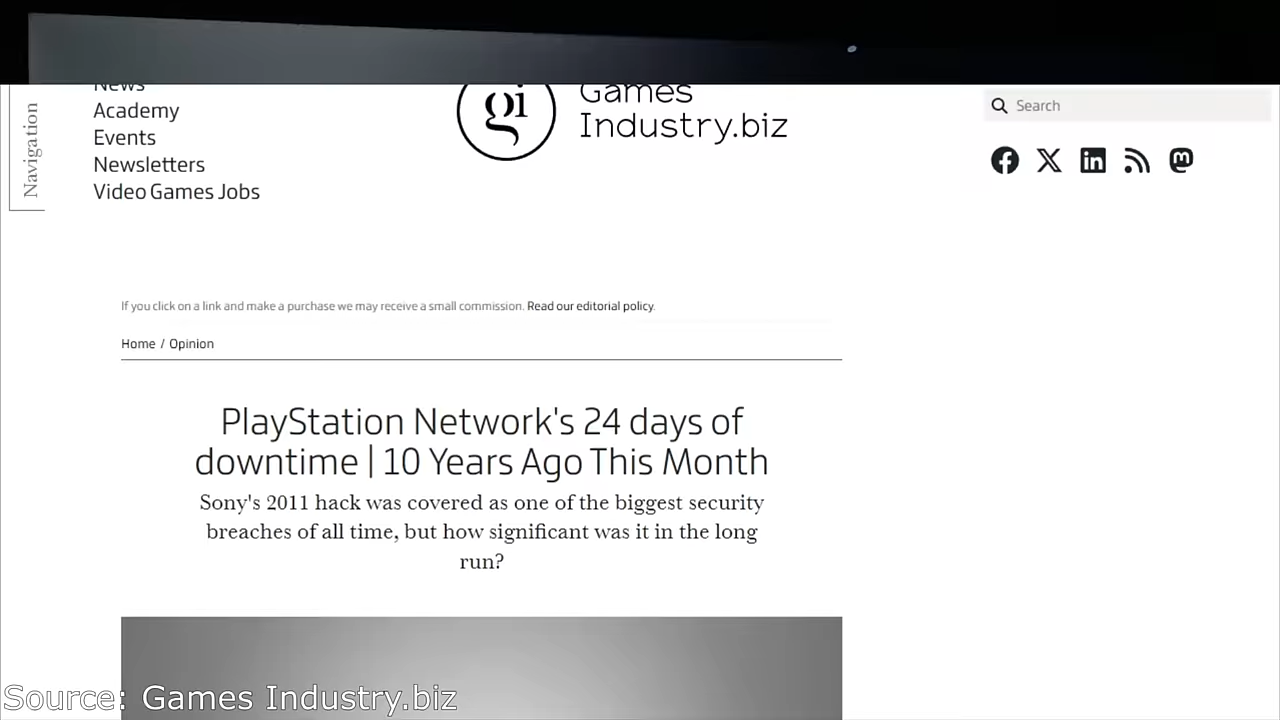 News
Academy
Events
Newsletters
Video Games Jobs
Navigation
gi
Games
Industry.biz
Search
If you click on a link and make a purchase we may receive a small commission. Read our editorial policy.
Home / Opinion
PlayStation Network's 24 days of
downtime | 10 Years Ago This Month
Sony's 2011 hack was covered as one of the biggest security
breaches of all time, but how significant was it in the long
run?
Source: Games Industry.biz